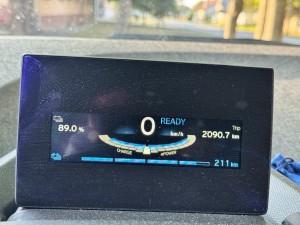 0 READY
km/h
89.0 %
Trip
2090.7 km
CHARGE ePOWER
211 km